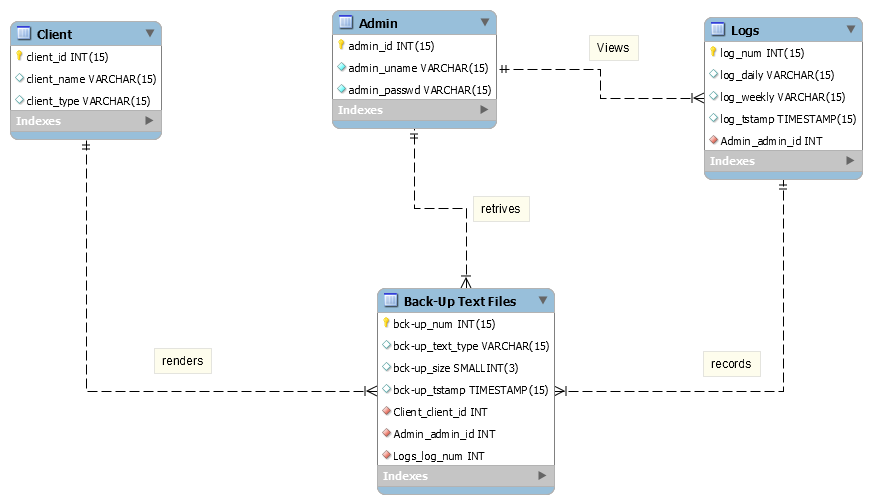 Client
client_id INT(15)
client_name VARCHAR(15)
client_type VARCHAR(15)
Indexes
Admin
admin_id INT(15)
admin_uname VARCHAR(15)
admin_passwd VARCHAR(15)
Indexes
Views
Logs
log_num INT(15)
log_daily VARCHAR(15)
log_weekly VARCHAR(15)
log_tstamp TIMESTAMP(15)
Admin_admin_id INT
Indexes
retrives
renders
records
Back-Up Text Files
bck-up_num INT(15)
bck-up_text_type VARCHAR(15)
bck-up_size SMALLINT(3)
bck-up_tstamp TIMESTAMP(15)
Client_client_id INT
Admin_admin_id INT
Logs_log_num INT
Indexes